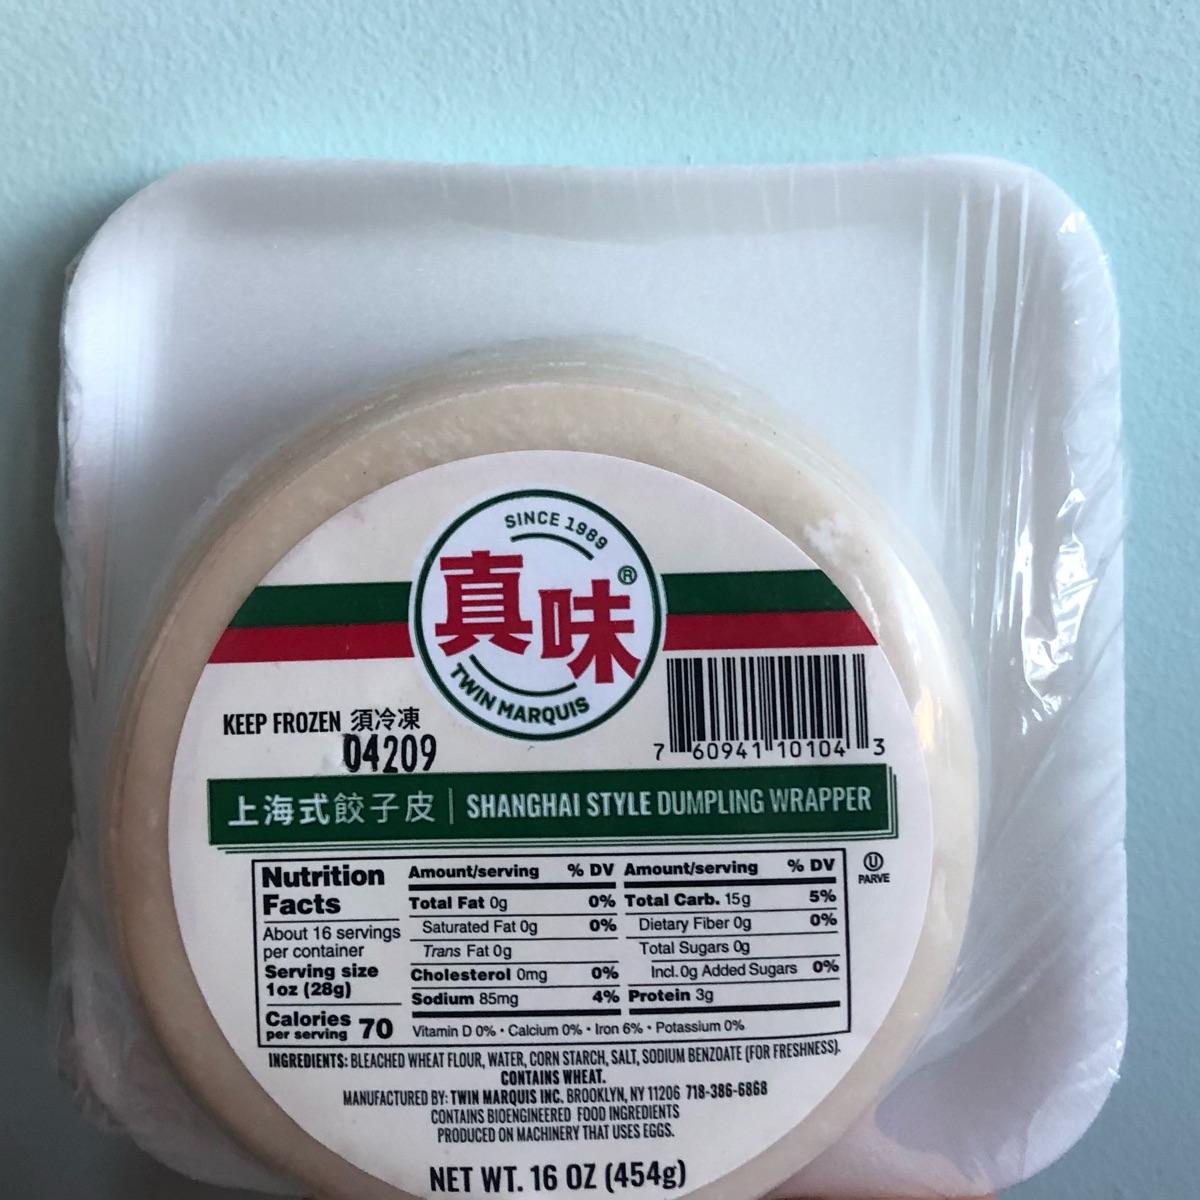 SINCE 1989
真味®
TWIN MARQUIS
KEEP FROZEN 須冷凍
04209
7 60941 10104 3
上海式餃子皮 | SHANGHAI STYLE DUMPLING WRAPPER
U
PARVE
Nutrition
Facts
About 16 servings
per container
Serving size
1oz (28g)
Calories
per serving 70
Amount/serving % DV
Total Fat 0g 0%
Saturated Fat 0g 0%
Trans Fat 0g
Cholesterol 0mg 0%
Sodium 85mg 4%
Amount/serving % DV
Total Carb. 15g 5%
Dietary Fiber 0g 0%
Total Sugars 0g
Incl. 0g Added Sugars 0%
Protein 3g
Vitamin D 0% • Calcium 0% • Iron 6% • Potassium 0%
INGREDIENTS: BLEACHED WHEAT FLOUR, WATER, CORN STARCH, SALT, SODIUM BENZOATE (FOR FRESHNESS).
CONTAINS WHEAT.
MANUFACTURED BY: TWIN MARQUIS INC. BROOKLYN, NY 11206 718-386-6868
CONTAINS BIOENGINEERED FOOD INGREDIENTS
PRODUCED ON MACHINERY THAT USES EGGS.
NET WT. 16 OZ (454g)